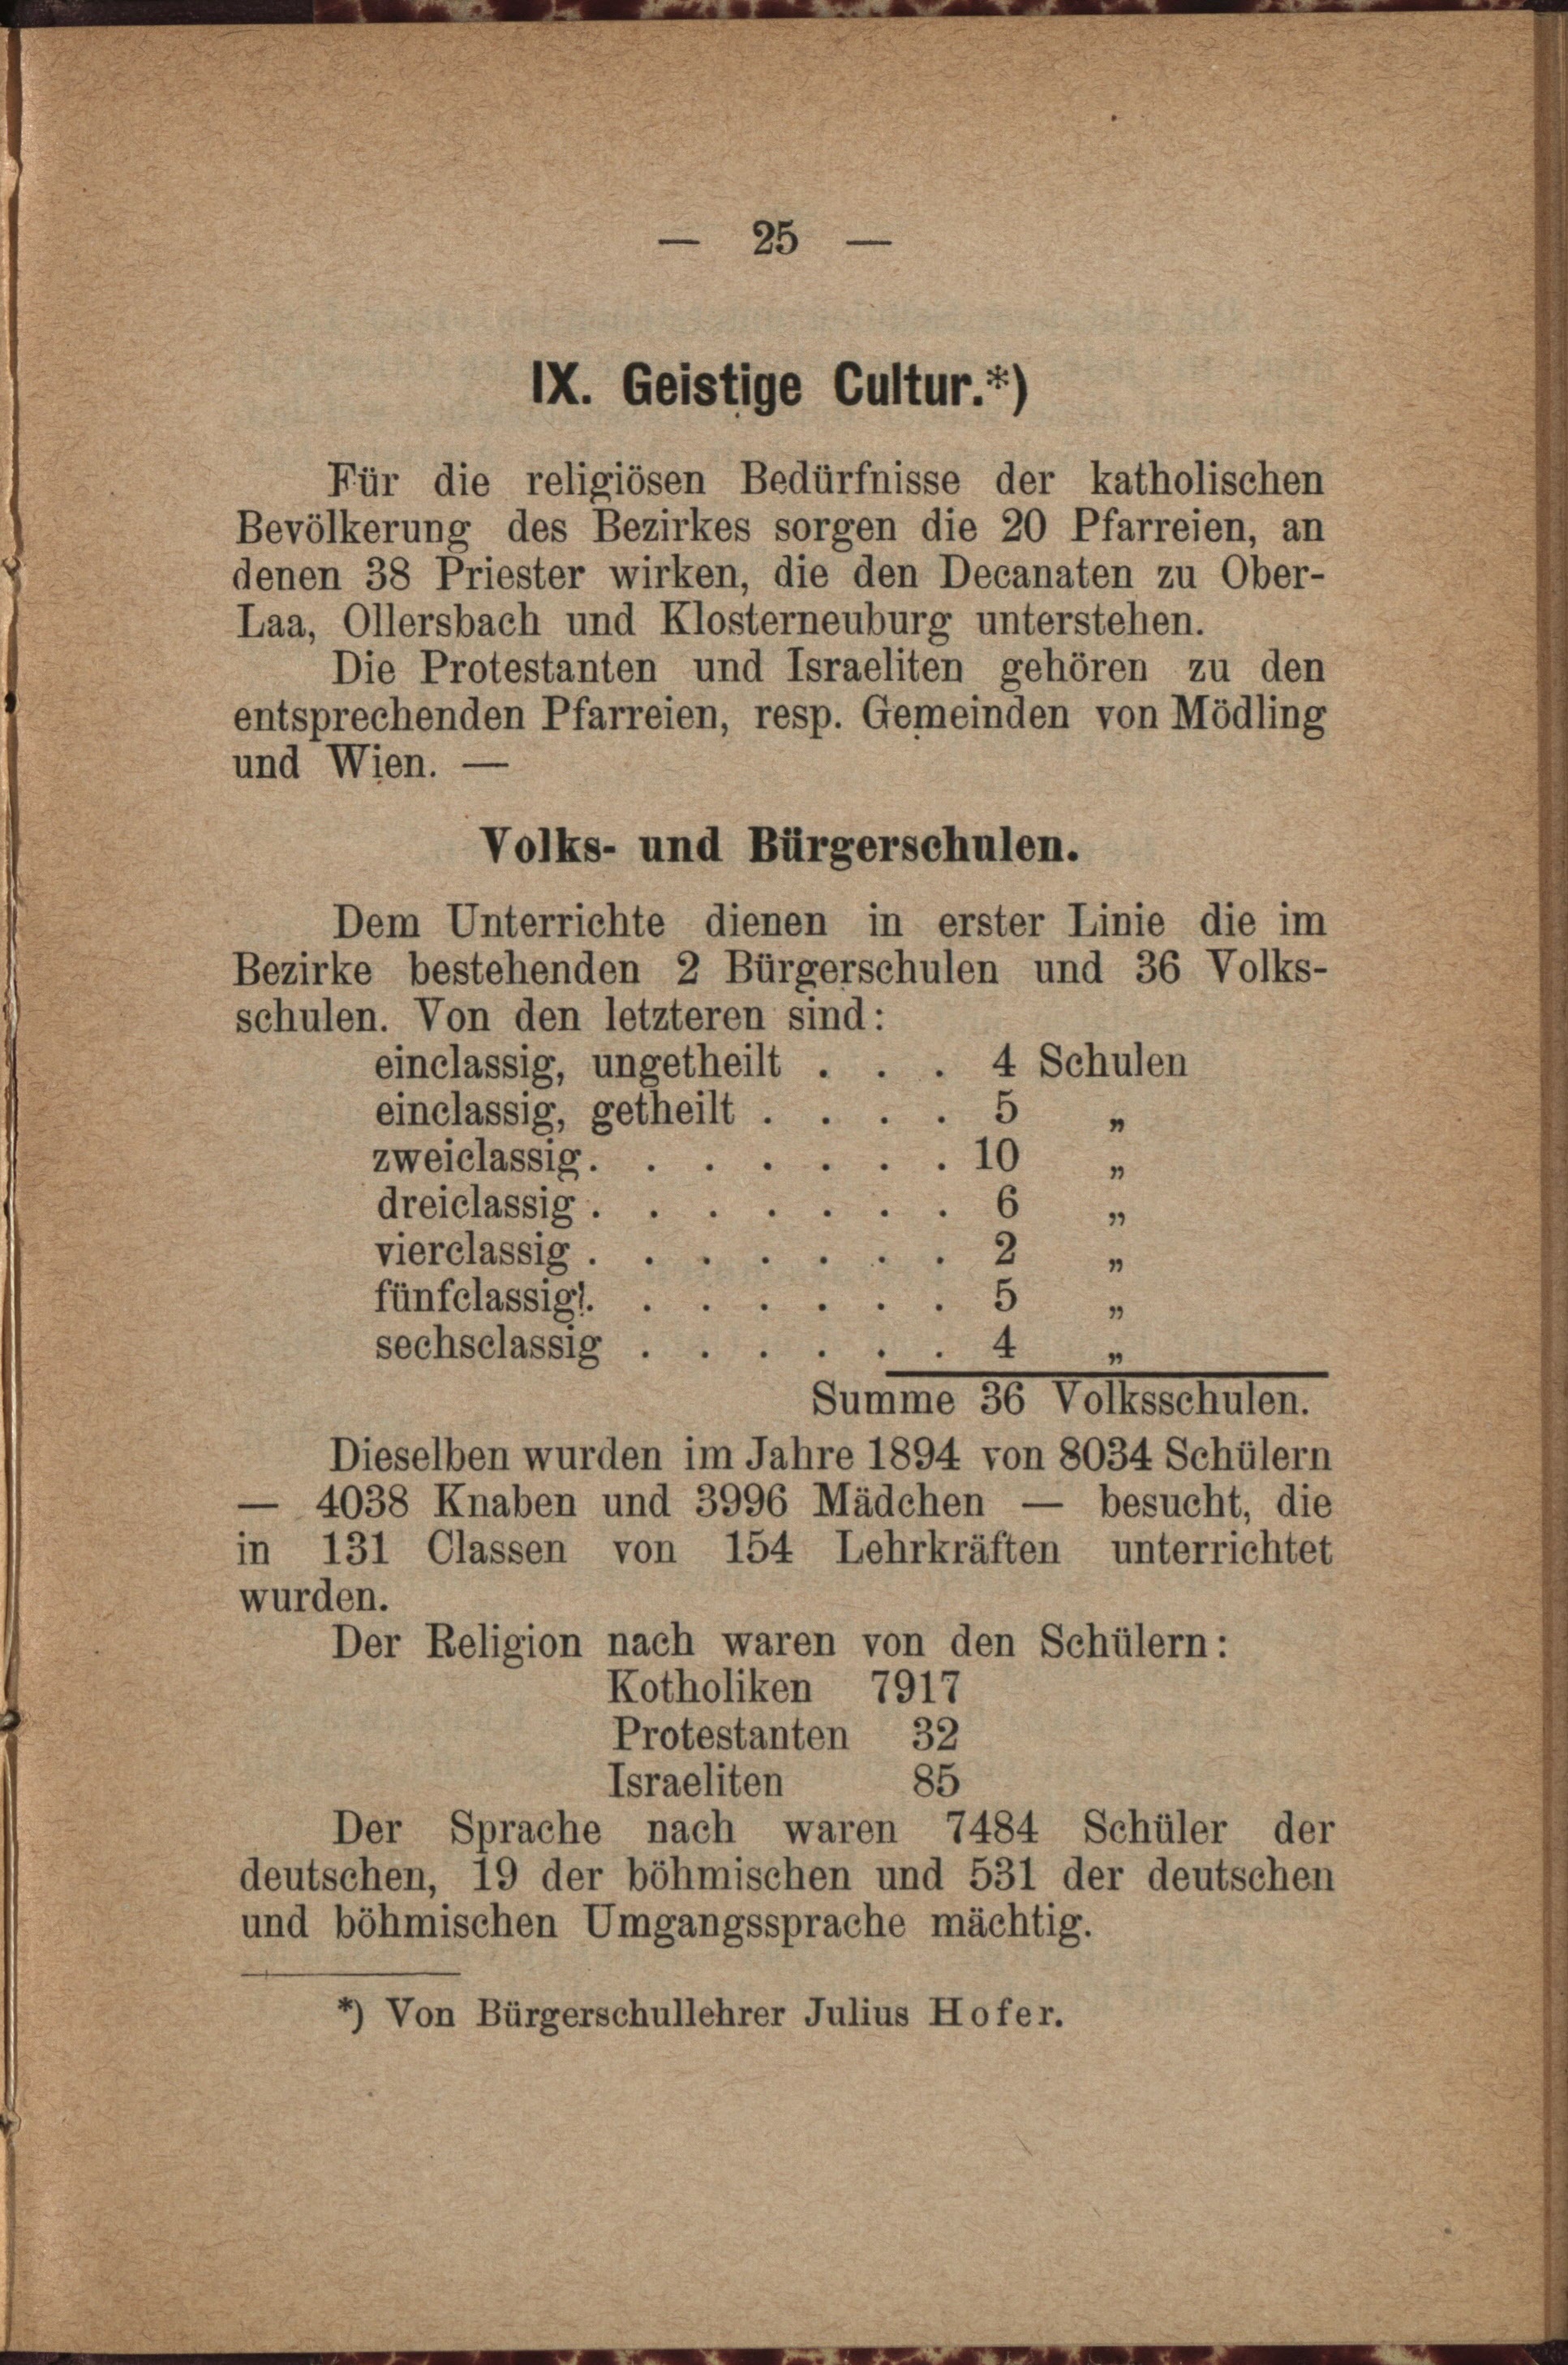 — 25 —
IX. Geistige Cultur.*)
Für die religiösen Bedürfnisse der katholischen
Bevölkerung des Bezirkes sorgen die 20 Pfarreien, an
denen 38 Priester wirken, die den Decanaten zu Ober-
Laa, Ollersbach und Klosterneuburg unterstehen.
Die Protestanten und Israeliten gehören zu den
entsprechenden Pfarreien, resp. Gemeinden von Mödling
und Wien. —
Volks- und Bürgerschulen.
Dem Unterrichte dienen in erster Linie die im
Bezirke bestehenden 2 Bürgerschulen und 36 Volks-
schulen. Von den letzteren sind:
einclassig, ungetheilt . . . 4 Schulen
einclassig, getheilt . . . . 5 „
zweiclassig . . . . . . . 10 „
dreiclassig . . . . . . . 6 „
vierclassig . . . . . . . 2 „
fünfclassig . . . . . . . 5 „
sechsclassig . . . . . . 4 „
Summe 36 Volksschulen.
Dieselben wurden im Jahre 1894 von 8034 Schülern
— 4038 Knaben und 3996 Mädchen — besucht, die
in 131 Classen von 154 Lehrkräften unterrichtet
wurden.
Der Religion nach waren von den Schülern:
Kotholiken 7917
Protestanten 32
Israeliten 85
Der Sprache nach waren 7484 Schüler der
deutschen, 19 der böhmischen und 531 der deutschen
und böhmischen Umgangssprache mächtig.
*) Von Bürgerschullehrer Julius Hofer.